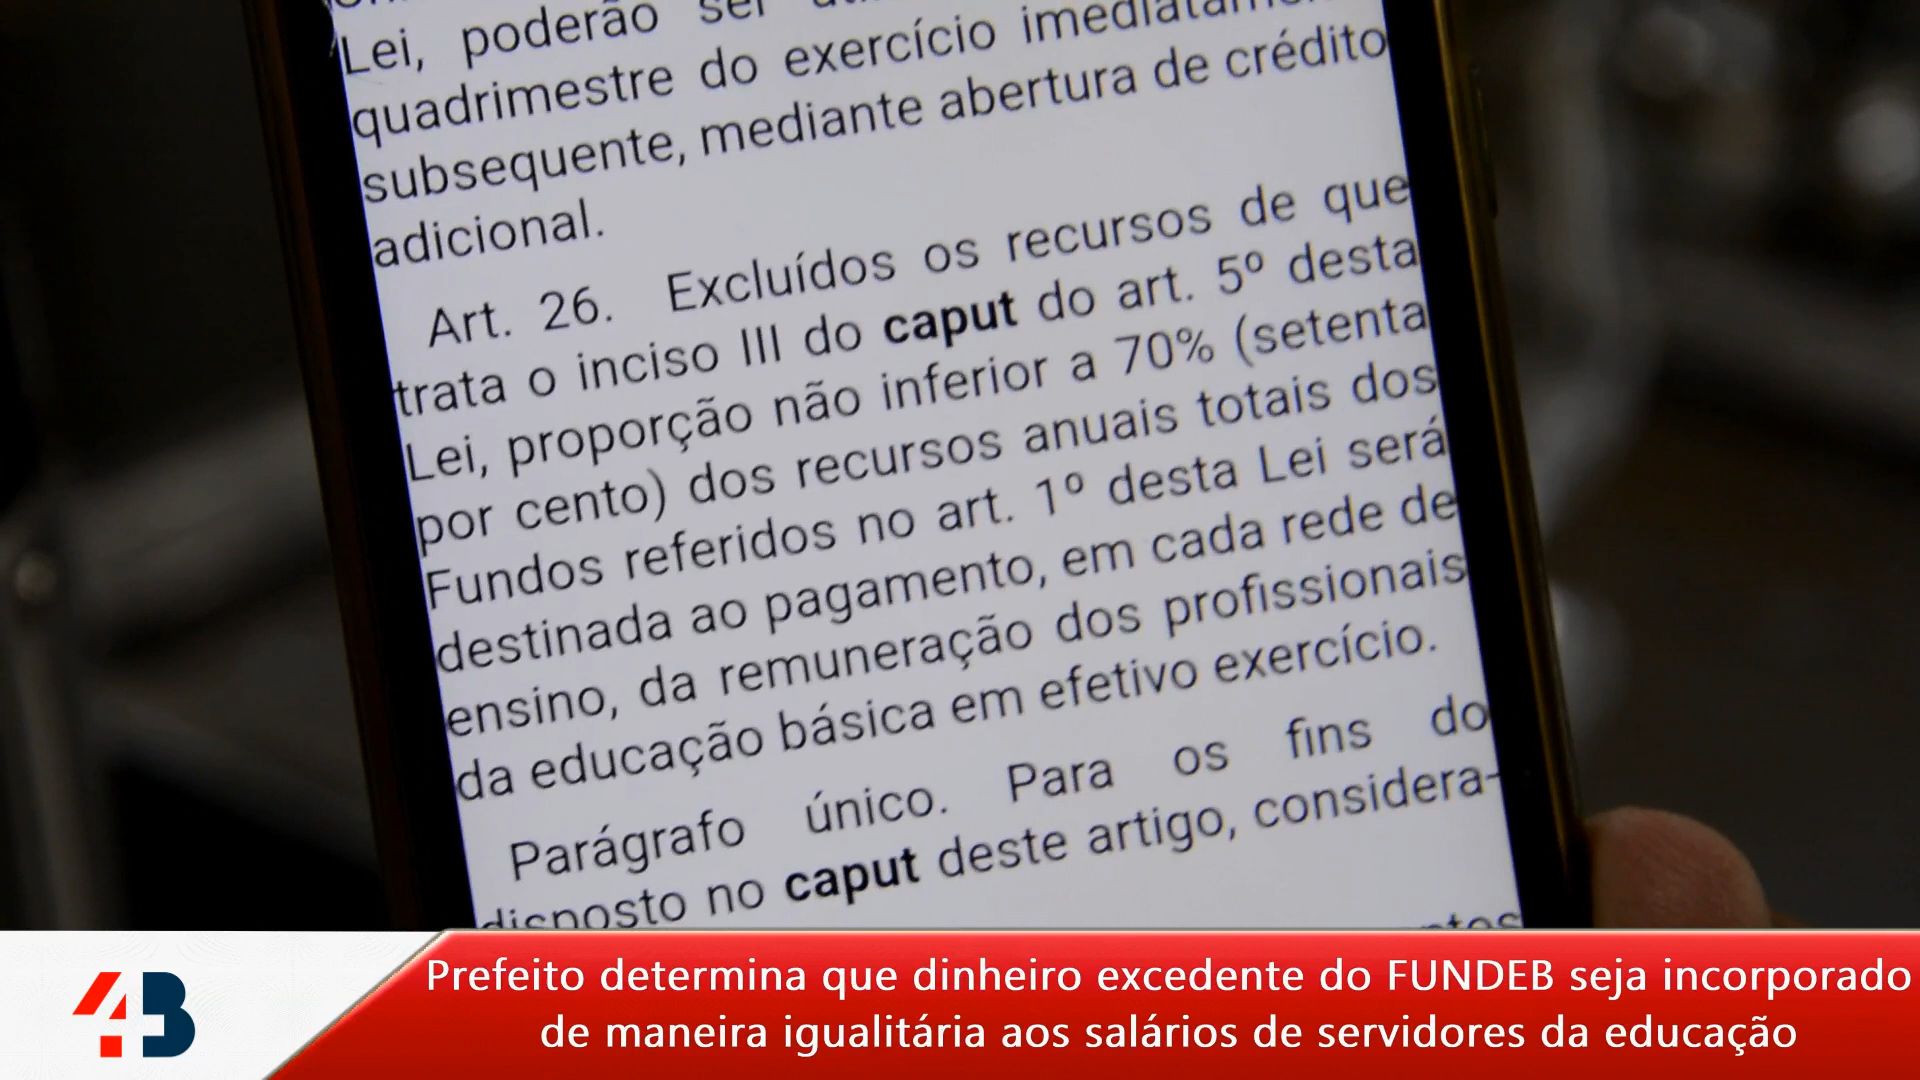 Lei, poderão
quadrimestre do exercício
subsequente, mediante abertura de crédito
adicional.
Art. 26. Excluídos os recursos de que
trata o inciso III do caput do art. 5º desta
Lei, proporção não inferior a 70% (setenta
por cento) dos recursos anuais totais dos
Fundos referidos no art. 1º desta Lei será
destinada ao pagamento, em cada rede de
ensino, da remuneração dos profissionais
da educação básica em efetivo exercício.
Parágrafo único. Para os fins do
disposto no caput deste artigo, considera-
4B
Prefeito determina que dinheiro excedente do FUNDEB seja incorporado
de maneira igualitária aos salários de servidores da educação